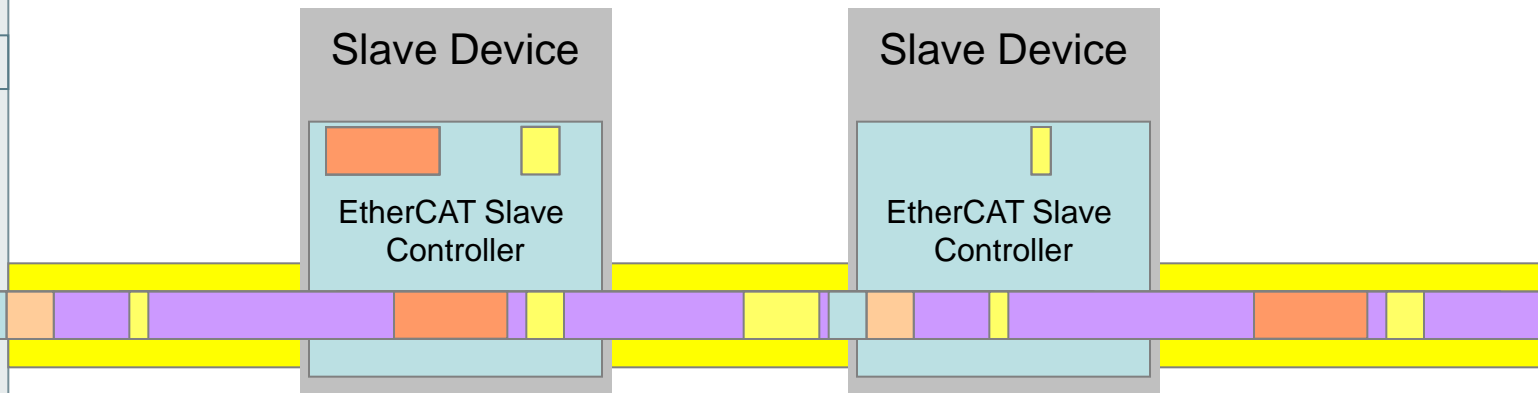 Slave Device
EtherCAT Slave
Controller
Slave Device
EtherCAT Slave
Controller